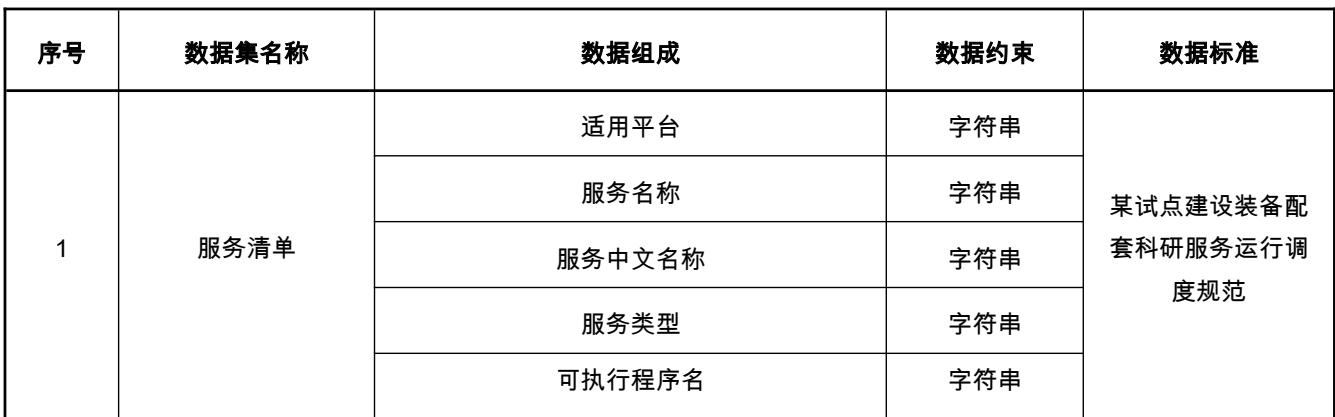 序号 数据集名称 数据组成 数据约束 数据标准
适用平台 字符串
服务名称 字符串
1 服务清单 服务中文名称 字符串 某试点建设装备配
套科研服务运行调
度规范
服务类型 字符串
可执行程序名 字符串